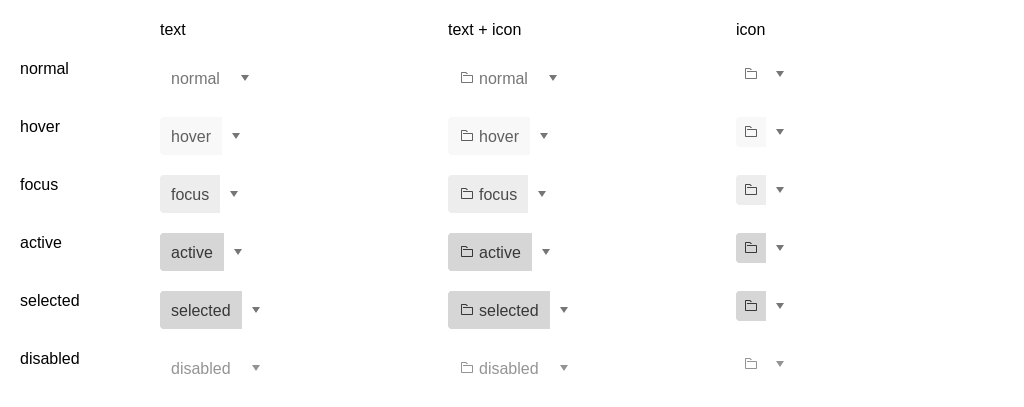 text text + icon icon
normal normal normal
hover hover hover
focus focus focus
active active active
selected selected selected
disabled disabled disabled